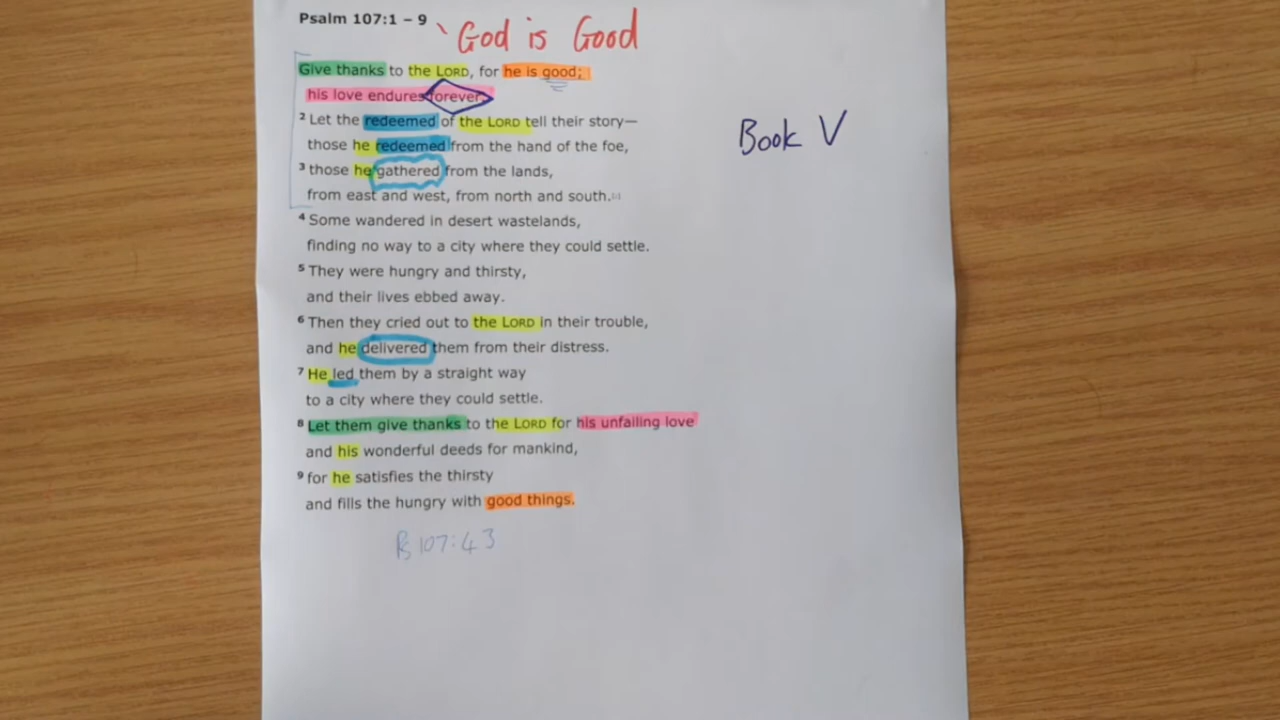 Psalm 107:1 – 9
God is Good
Give thanks to the LORD, for he is good;
his love endures forever.
2 Let the redeemed of the LORD tell their story—
those he redeemed from the hand of the foe,
3 those he gathered from the lands,
from east and west, from north and south.
Book V
4 Some wandered in desert wastelands,
finding no way to a city where they could settle.
5 They were hungry and thirsty,
and their lives ebbed away.
6 Then they cried out to the LORD in their trouble,
and he delivered them from their distress.
7 He led them by a straight way
to a city where they could settle.
8 Let them give thanks to the LORD for his unfailing love
and his wonderful deeds for mankind,
9 for he satisfies the thirsty
and fills the hungry with good things.
Ps 107:43